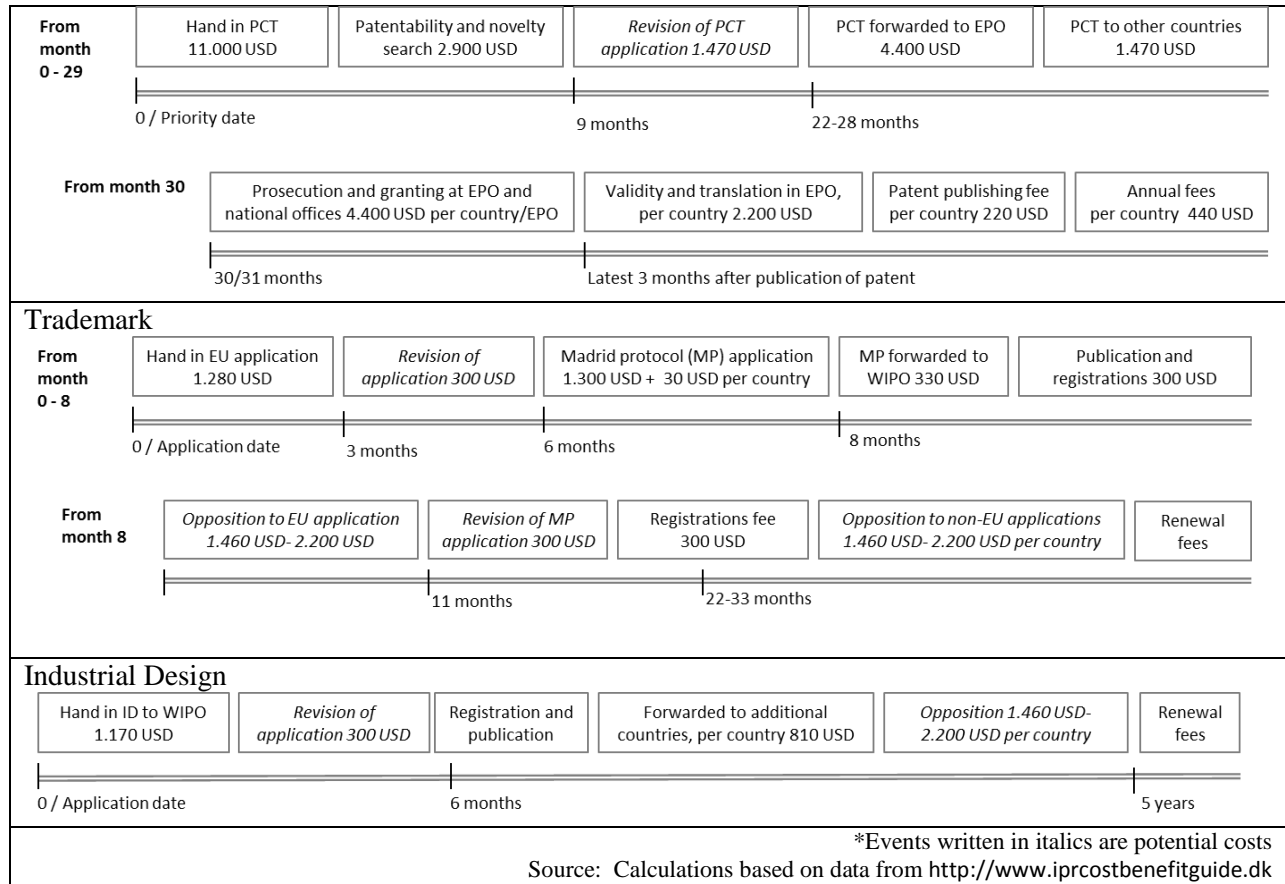 From
month
0 - 29
Hand in PCT
11.000 USD
Patentability and novelty
search 2.900 USD
Revision of PCT
application 1.470 USD
PCT forwarded to EPO
4.400 USD
PCT to other countries
1.470 USD
0 / Priority date
9 months
22-28 months
From month 30
Prosecution and granting at EPO and
national offices 4.400 USD per country/EPO
Validity and translation in EPO,
per country 2.200 USD
Patent publishing fee
per country 220 USD
Annual fees
per country 440 USD
30/31 months
Latest 3 months after publication of patent
Trademark
From
month
0 - 8
Hand in EU application
1.280 USD
Revision of
application 300 USD
Madrid protocol (MP) application
1.300 USD + 30 USD per country
MP forwarded to
WIPO 330 USD
Publication and
registrations 300 USD
0 / Application date
3 months
6 months
8 months
From
month 8
Opposition to EU application
1.460 USD- 2.200 USD
Revision of MP
application 300 USD
Registrations fee
300 USD
Opposition to non-EU applications
1.460 USD- 2.200 USD per country
Renewal
fees
11 months
22-33 months
Industrial Design
Hand in ID to WIPO
1.170 USD
Revision of
application 300 USD
Registration and
publication
Forwarded to additional
countries, per country 810 USD
Opposition 1.460 USD-
2.200 USD per country
Renewal
fees
0 / Application date
6 months
5 years
*Events written in italics are potential costs
Source: Calculations based on data from http://www.iprcostbenefitguide.dk